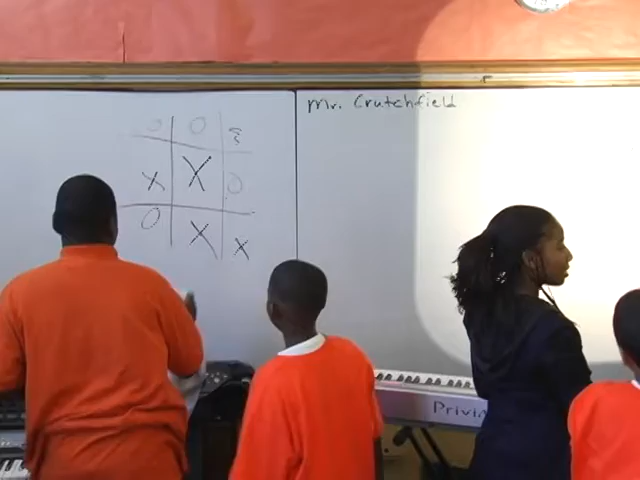 Mr. Crutchfield
O O
X X O
O X X
Privia